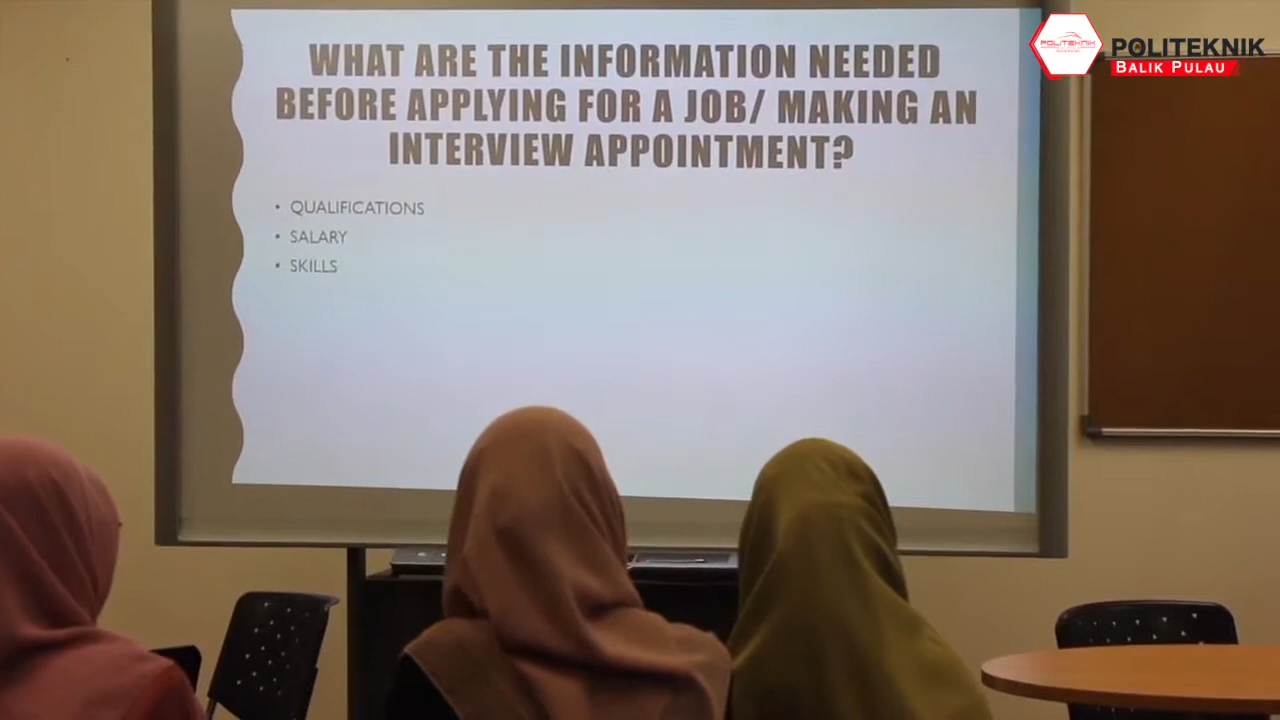 WHAT ARE THE INFORMATION NEEDED
BEFORE APPLYING FOR A JOB/ MAKING AN
INTERVIEW APPOINTMENT?
• QUALIFICATIONS
• SALARY
• SKILLS
POLITEKNIK
POLITEKNIK
BALIK PULAU